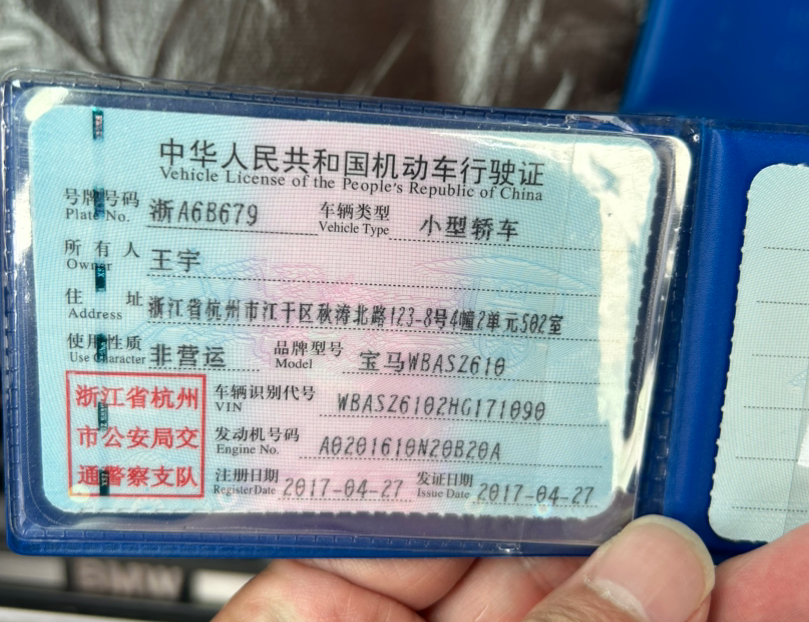 中华人民共和国机动车行驶证
Vehicle License of the People's Republic of China
号牌号码 浙A6B679 车辆类型 小型轿车
Plate No. Vehicle Type
所有人 王宇
Owner
住址 浙江省杭州市江干区秋涛北路123-8号4幢2单元502室
Address
使用性质 非营运 品牌型号 宝马WBASZ610
Use Character Model
浙江省杭州 车辆识别代号 WBASZ6102HG171090
VIN
市公安局交 发动机号码 A0201610N20B20A
Engine No.
通警察支队 注册日期 2017-04-27 发证日期 2017-04-27
Register Date Issue Date
BMW